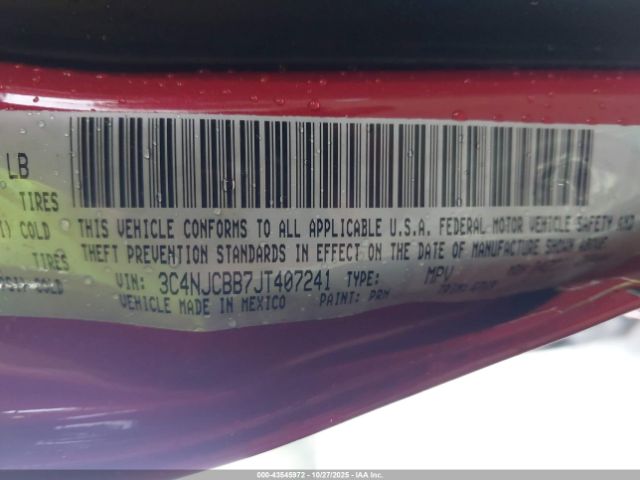 LB
TIRES
COLD
THIS VEHICLE CONFORMS TO ALL APPLICABLE U.S.A. FEDERAL MOTOR VEHICLE SAFETY AND
THEFT PREVENTION STANDARDS IN EFFECT ON THE DATE OF MANUFACTURE SHOWN ABOVE.
TIRES
COLD
VIN: 3C4NJCBB7JT407241 TYPE: MPV
VEHICLE MADE IN MEXICO PAINT: PRM
000-43545972 - 10/27/2025 - IAA, Inc.